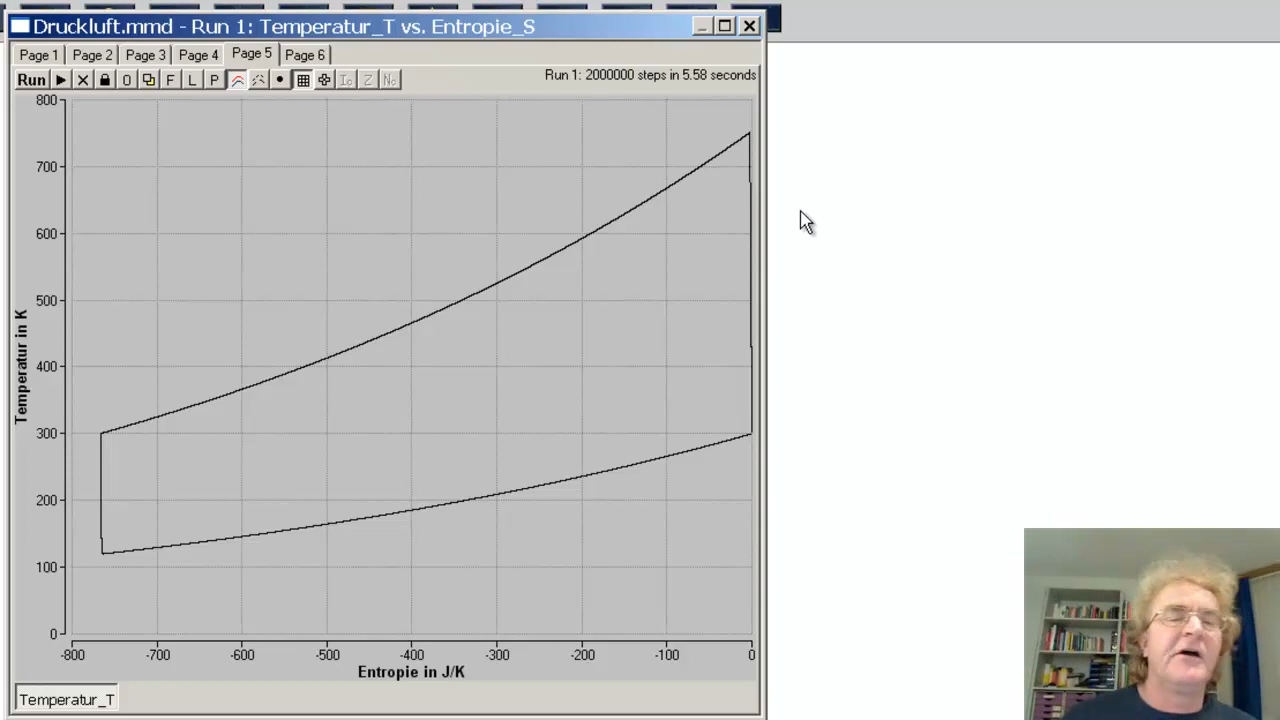 Druckluft.mmd - Run 1: Temperatur_T vs. Entropie_S
Page 1 Page 2 Page 3 Page 4 Page 5 Page 6
Run O F L P Z Run 1: 2000000 steps in 5.58 seconds
800
700
600
500
400
300
200
100
0
Temperatur in K
-800 -700 -600 -500 -400 -300 -200 -100 0
Entropie in J/K
Temperatur_T